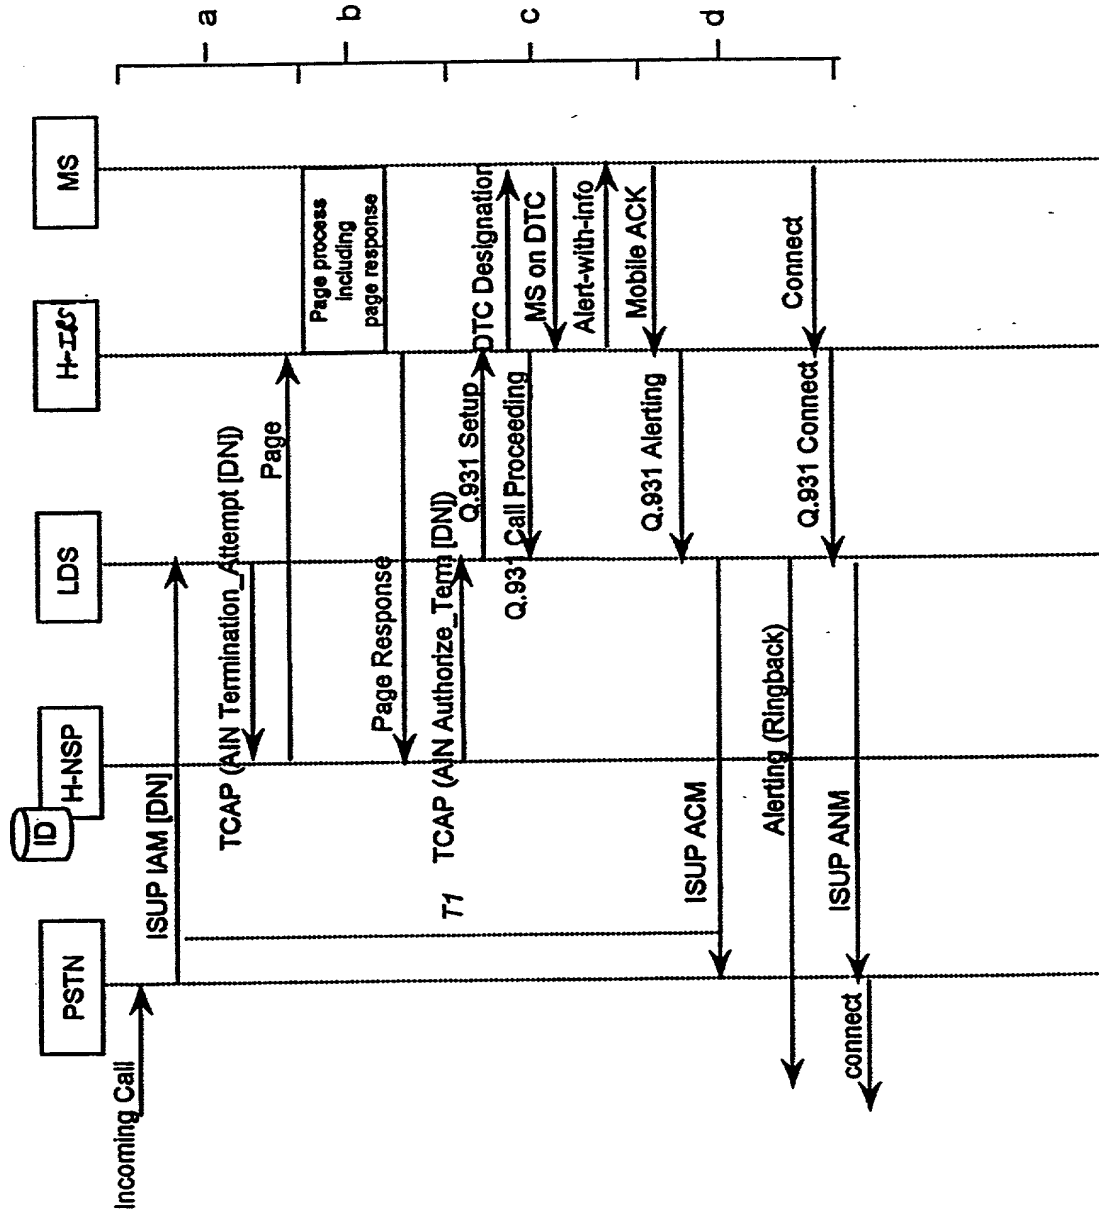 PSTN
ID
H-NSP
LDS
H-IBS
MS
Incoming Call
ISUP IAM [DN]
a
TCAP (AIN Termination_Attempt [DN])
Page
Page process
including
page response
b
Page Response
TCAP (AIN Authorize_Term [DN])
T1
Q.931 Setup
DTC Designation
Q.931 Call Proceeding
MS on DTC
c
Alert-with-info
Mobile ACK
Q.931 Alerting
ISUP ACM
d
Alerting (Ringback)
Connect
Q.931 Connect
ISUP ANM
connect